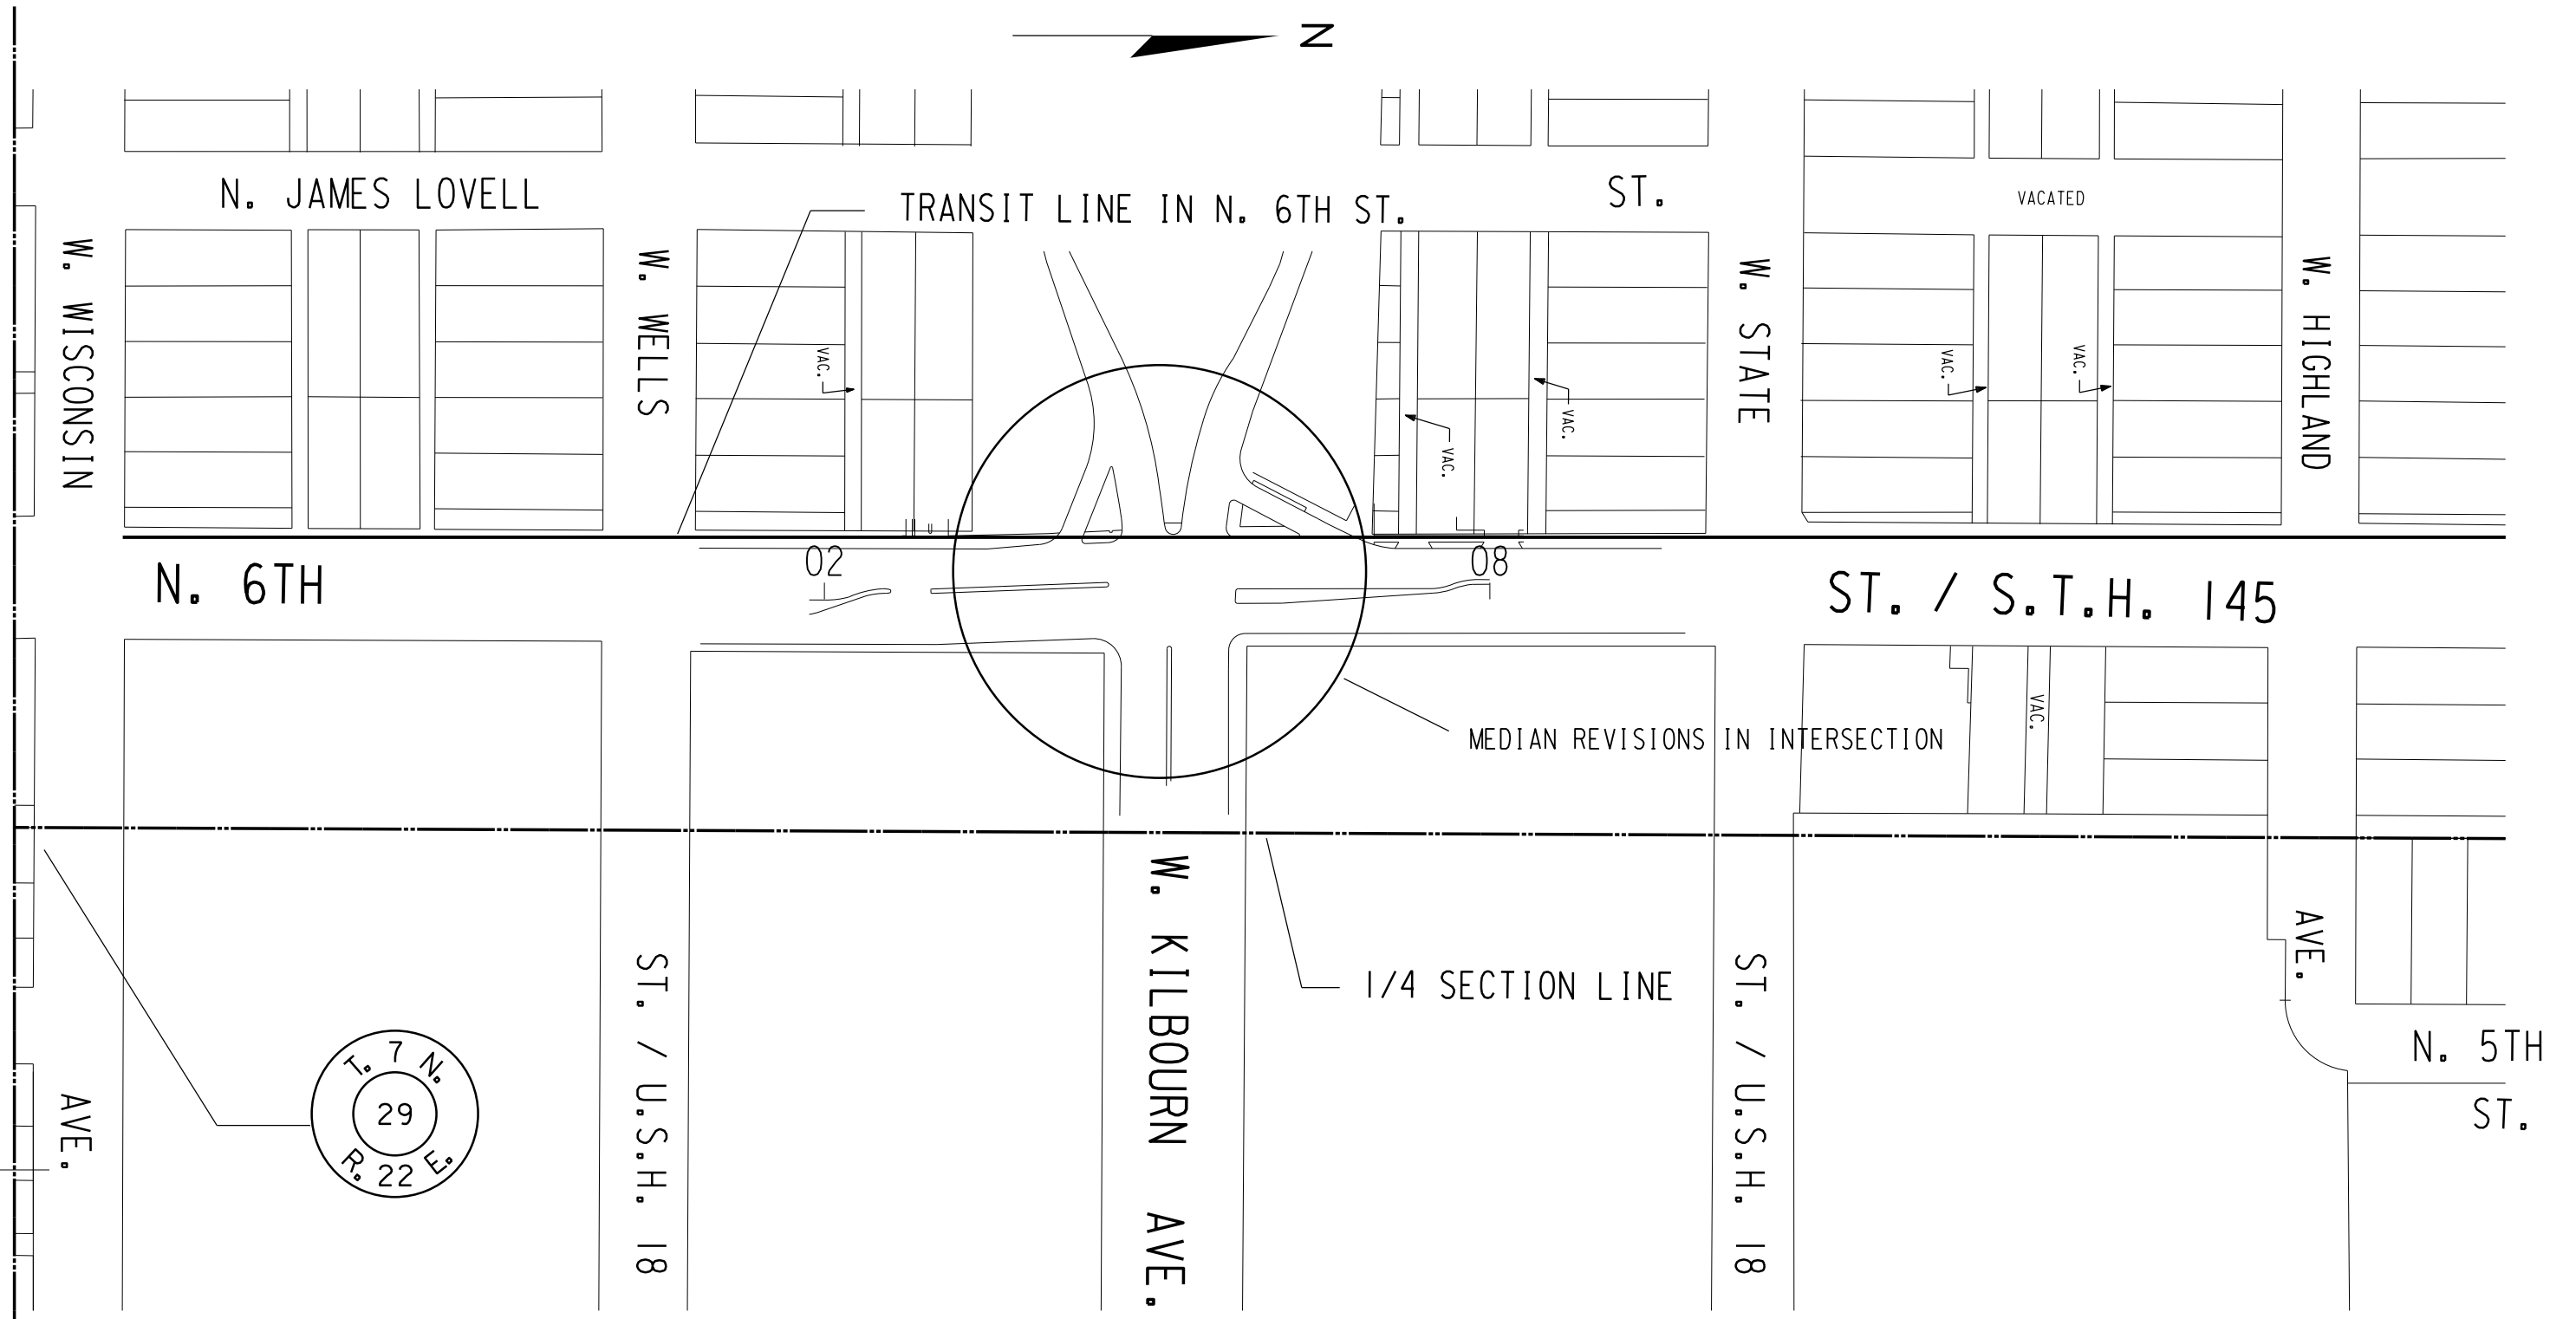 N
N. JAMES LOVELL
ST.
VACATED
TRANSIT LINE IN N. 6TH ST.
W. WISCONSIN
AVE.
W. WELLS
ST. / U.S.H. 18
VAC.
VAC.
VAC.
W. STATE
ST. / U.S.H. 18
VAC.
VAC.
W. HIGHLAND
AVE.
02
08
N. 6TH
ST. / S.T.H. 145
VAC.
MEDIAN REVISIONS IN INTERSECTION
W. KILBOURN AVE.
1/4 SECTION LINE
N. 5TH
ST.
T. 7 N.
29
R. 22 E.